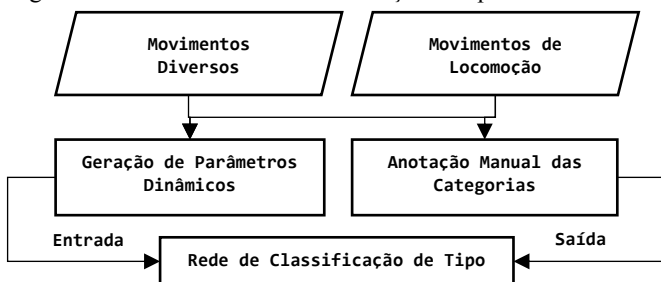 Movimentos
Diversos
Movimentos de
Locomoção
Geração de Parâmetros
Dinâmicos
Anotação Manual das
Categorias
Entrada
Saída
Rede de Classificação de Tipo